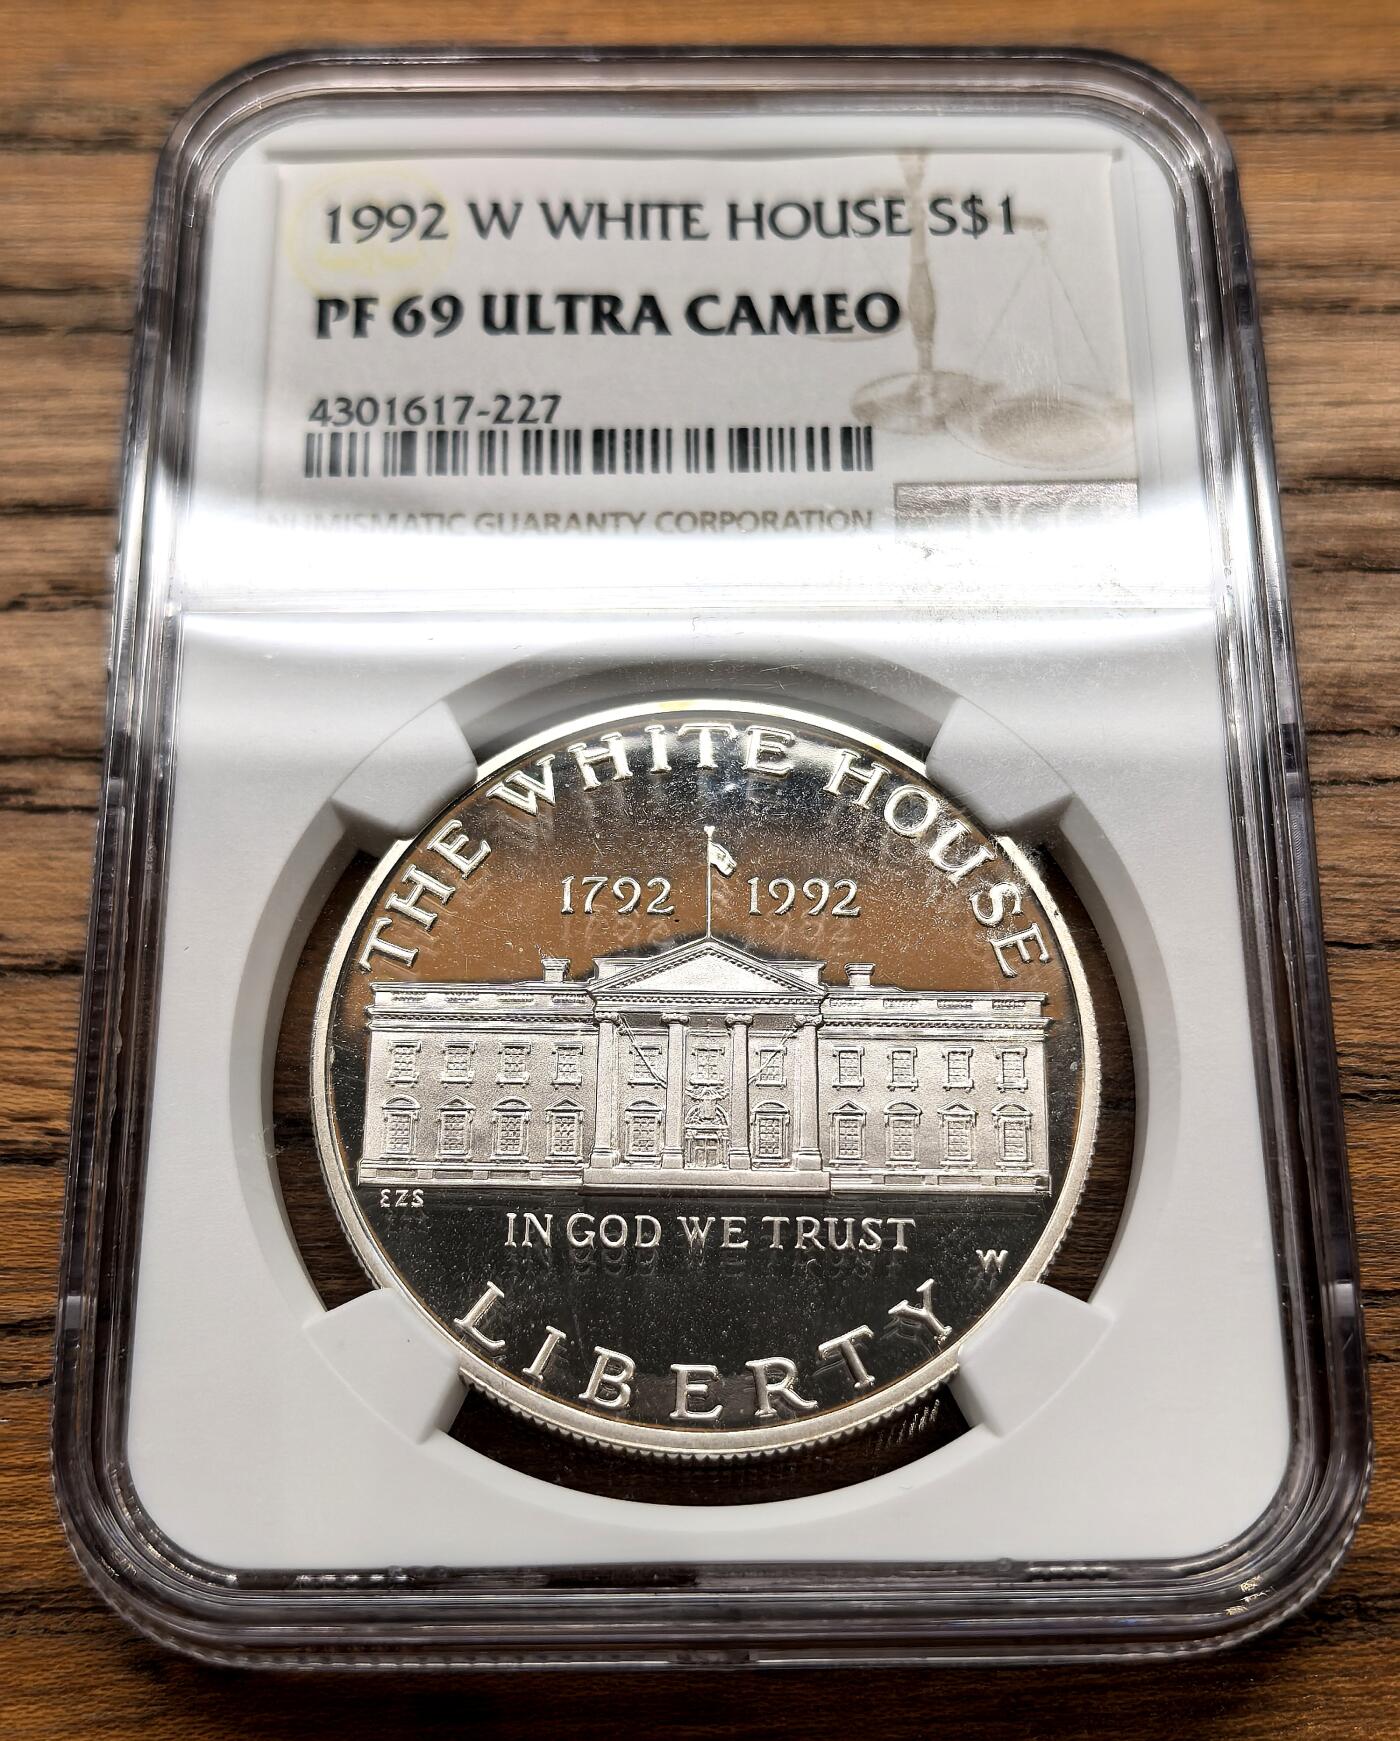 1992 W WHITE HOUSE S$1
PF 69 ULTRA CAMEO
4301617-227
NUMISMATIC GUARANTY CORPORATION
NGC
THE WHITE HOUSE
1792 1992
EZS
IN GOD WE TRUST
W
LIBERTY